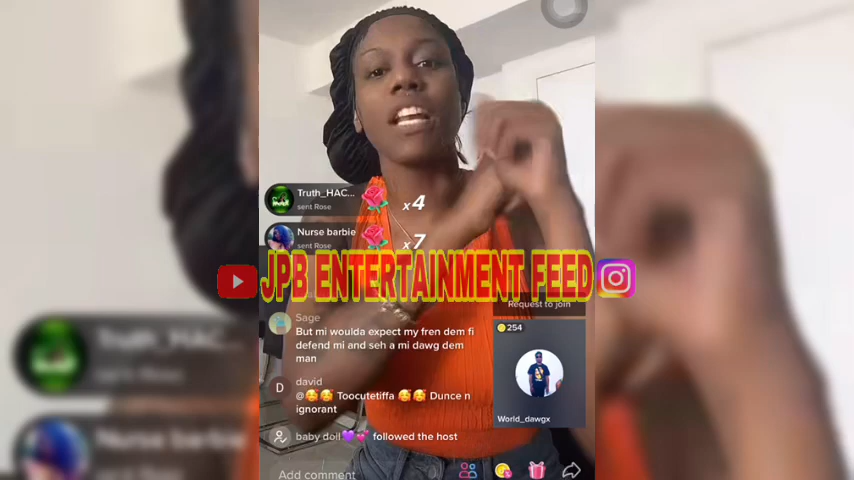 Truth_HAC...
sent Rose
x4
Nurse barbie
sent Rose
x7
JPB ENTERTAINMENT FEED
Request to join
Sage
But mi woulda expect my fren dem fi
defend mi and seh a mi dawg dem
man
254
david
@🥰🥰 Toocutetiffa 🥰🥰 Dunce n
ignorant
World_dawgx
baby doll💜💞 followed the host
Add comment